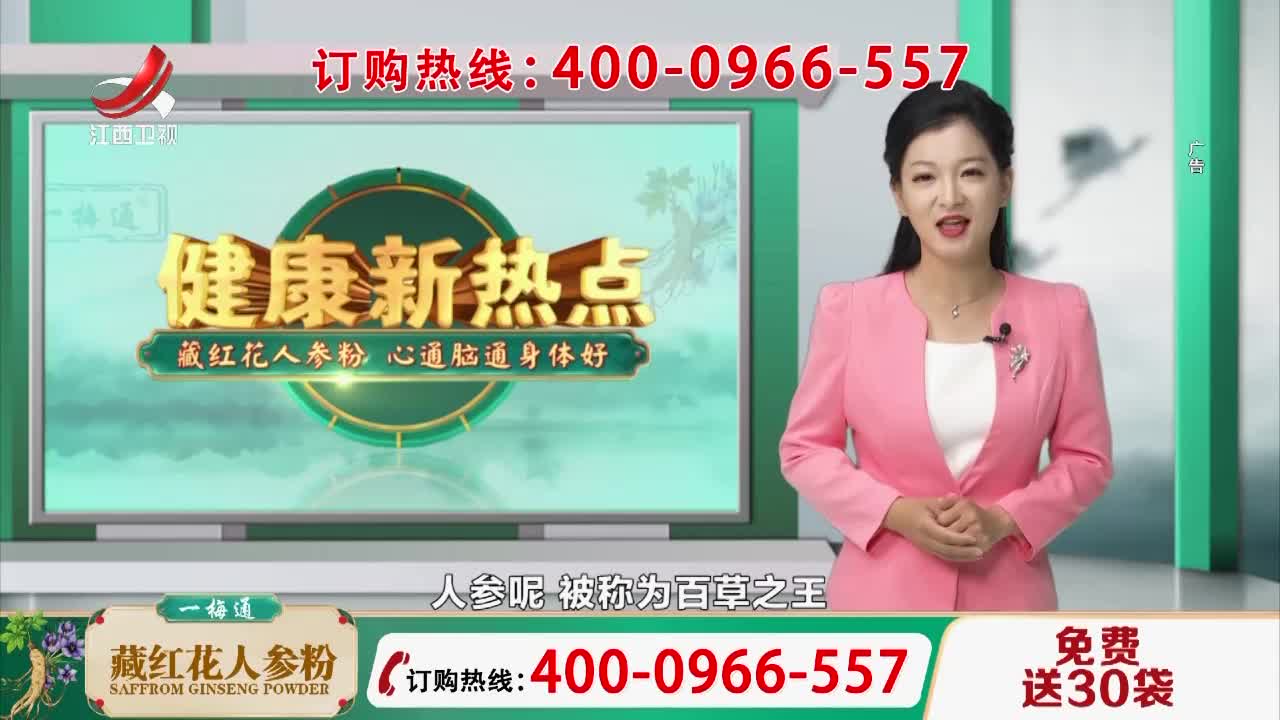 订购热线：400-0966-557
江西卫视
广告
一梅通
健康新热点
藏红花人参粉 心通脑通身体好
人参呢 被称为百草之王
一梅通
藏红花人参粉
SAFFROM GINSENG POWDER
订购热线：400-0966-557
免费
送30袋